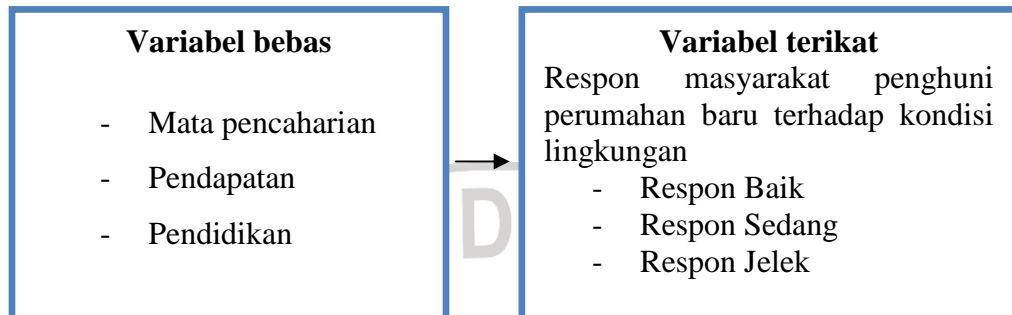 Variabel bebas
- Mata pencaharian
- Pendapatan
- Pendidikan
Variabel terikat
Respon masyarakat penghuni
perumahan baru terhadap kondisi
lingkungan
- Respon Baik
- Respon Sedang
- Respon Jelek
D